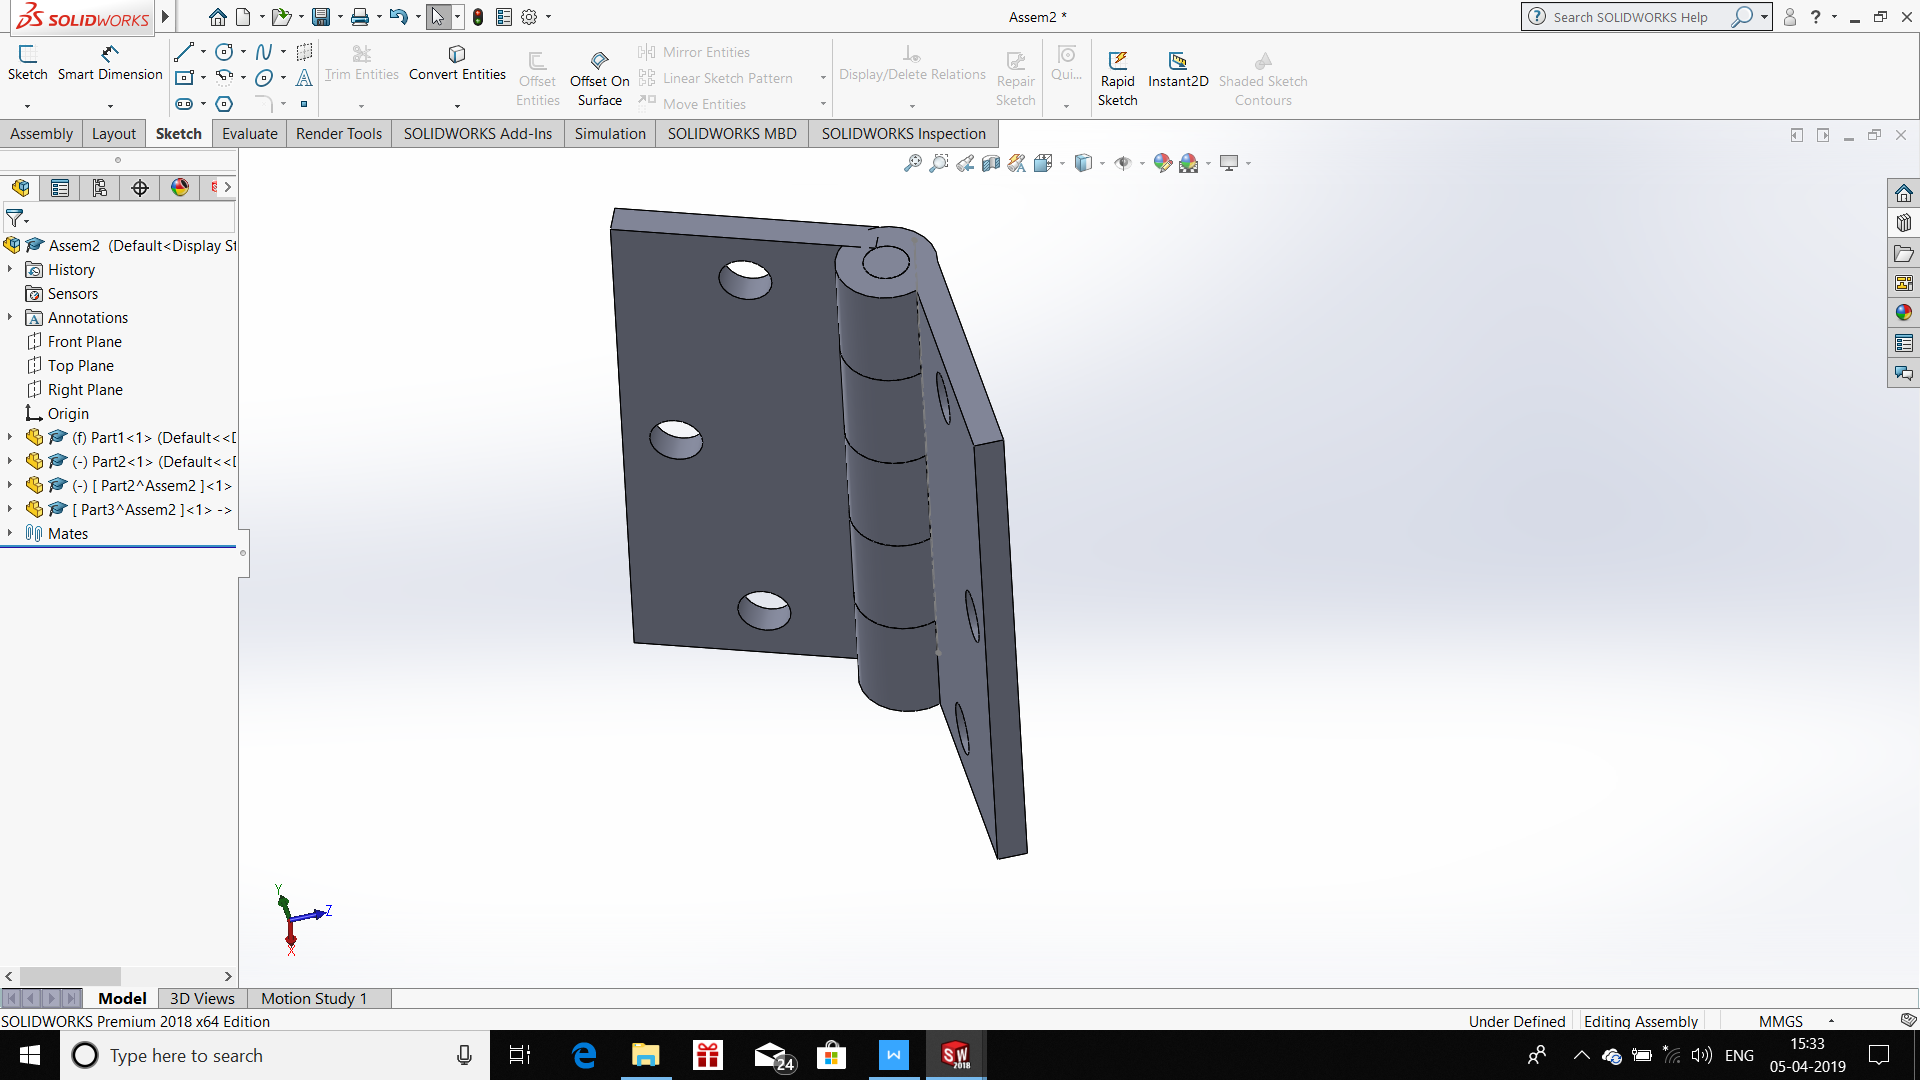 SOLIDWORKS
Assem2 *
Search SOLIDWORKS Help
Sketch
Smart Dimension
Trim Entities
Convert Entities
Offset
Entities
Offset On
Surface
Mirror Entities
Linear Sketch Pattern
Move Entities
Display/Delete Relations
Repair
Sketch
Qui...
Rapid
Sketch
Instant2D
Shaded Sketch
Contours
Assembly
Layout
Sketch
Evaluate
Render Tools
SOLIDWORKS Add-Ins
Simulation
SOLIDWORKS MBD
SOLIDWORKS Inspection
Assem2 (Default<Display St
History
Sensors
Annotations
Front Plane
Top Plane
Right Plane
Origin
(f) Part1<1> (Default<<D
(-) Part2<1> (Default<<D
(-) [ Part2^Assem2 ]<1>
[ Part3^Assem2 ]<1> ->
Mates
Y
Z
X
Model
3D Views
Motion Study 1
SOLIDWORKS Premium 2018 x64 Edition
Under Defined
Editing Assembly
MMGS
Type here to search
24
W
SW
2018
ENG
15:33
05-04-2019